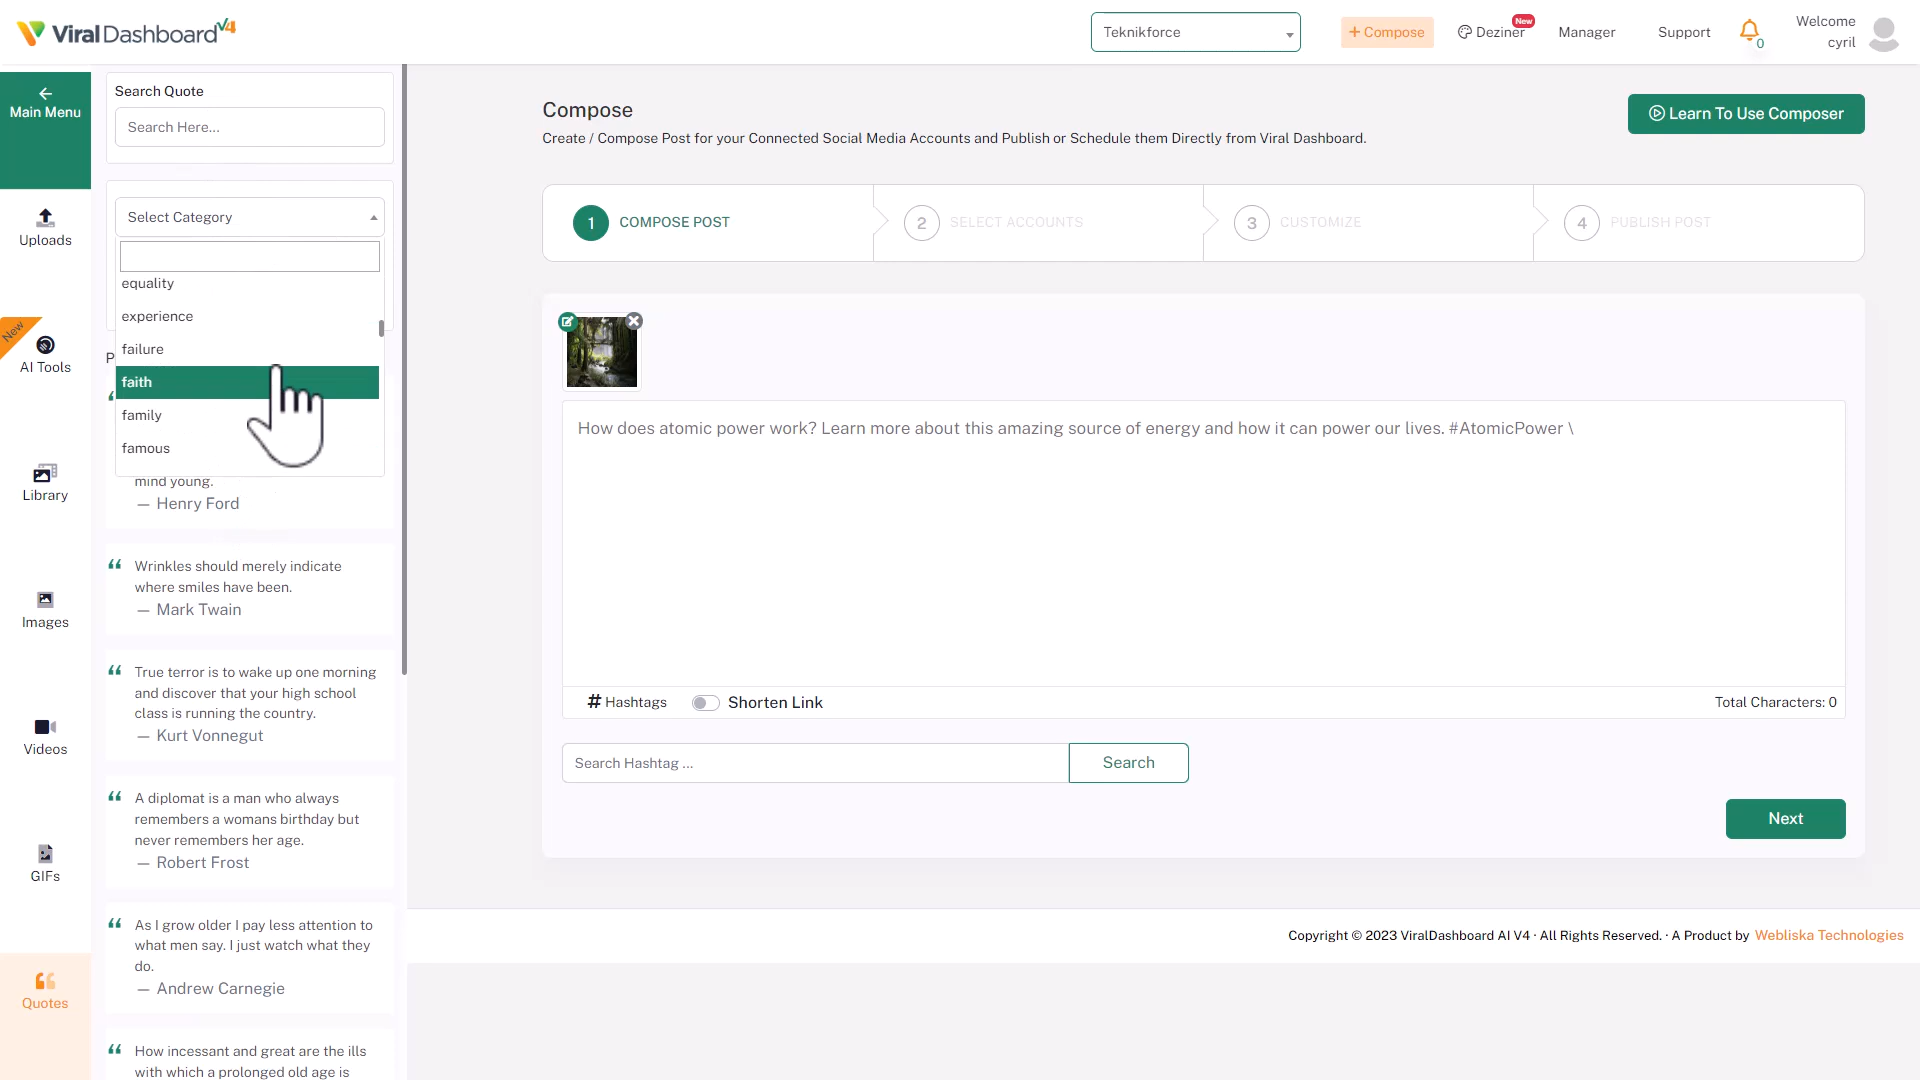 ViralDashboard V4
Teknikforce
+ Compose
Deziner
New
Manager
Support
0
Welcome
cyril
Main Menu
Uploads
New
AI Tools
Library
Images
Videos
GIFs
Quotes
Search Quote
Search Here...
Select Category
equality
experience
failure
faith
family
famous
mind young.
— Henry Ford
Wrinkles should merely indicate
where smiles have been.
— Mark Twain
True terror is to wake up one morning
and discover that your high school
class is running the country.
— Kurt Vonnegut
A diplomat is a man who always
remembers a womans birthday but
never remembers her age.
— Robert Frost
As I grow older I pay less attention to
what men say. I just watch what they
do.
— Andrew Carnegie
How incessant and great are the ills
with which a prolonged old age is
Compose
Create / Compose Post for your Connected Social Media Accounts and Publish or Schedule them Directly from Viral Dashboard.
Learn To Use Composer
1 COMPOSE POST
2 SELECT ACCOUNTS
3 CUSTOMIZE
4 PUBLISH POST
How does atomic power work? Learn more about this amazing source of energy and how it can power our lives. #AtomicPower \
# Hashtags
Shorten Link
Total Characters: 0
Search Hashtag ...
Search
Next
Copyright © 2023 ViralDashboard AI V4 · All Rights Reserved. · A Product by Webliska Technologies